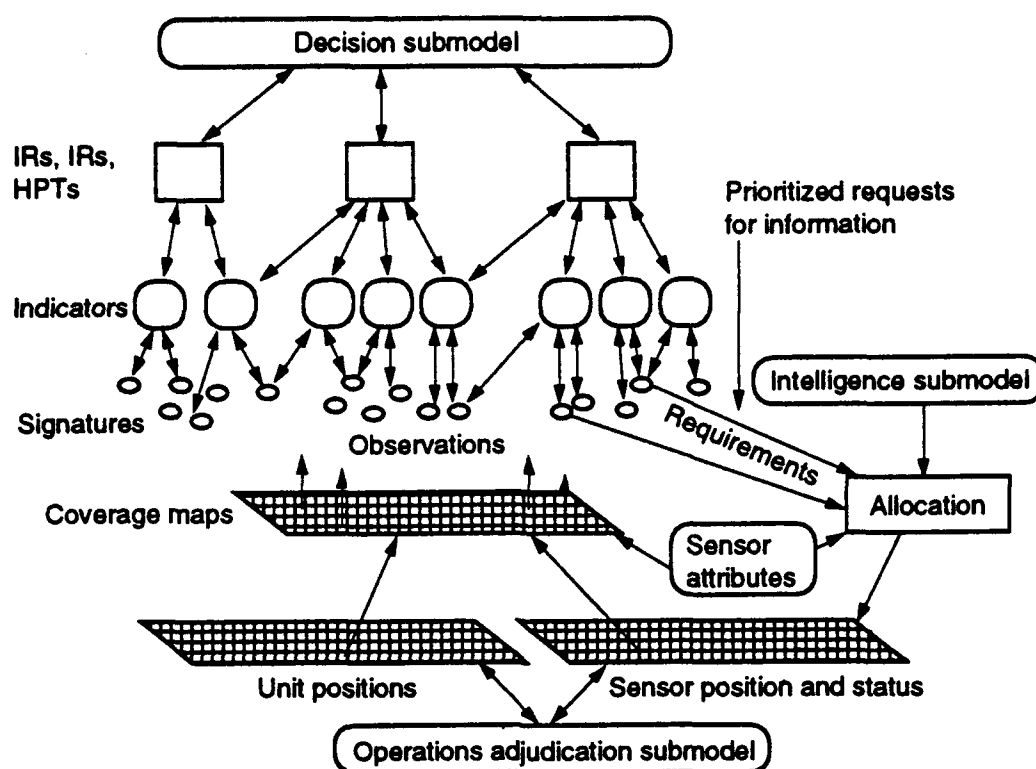 Decision submodel
IRs, IRs,
HPTs
Prioritized requests
for information
Indicators
Intelligence submodel
Signatures
Observations
Requirements
Coverage maps
Allocation
Sensor
attributes
Unit positions
Sensor position and status
Operations adjudication submodel